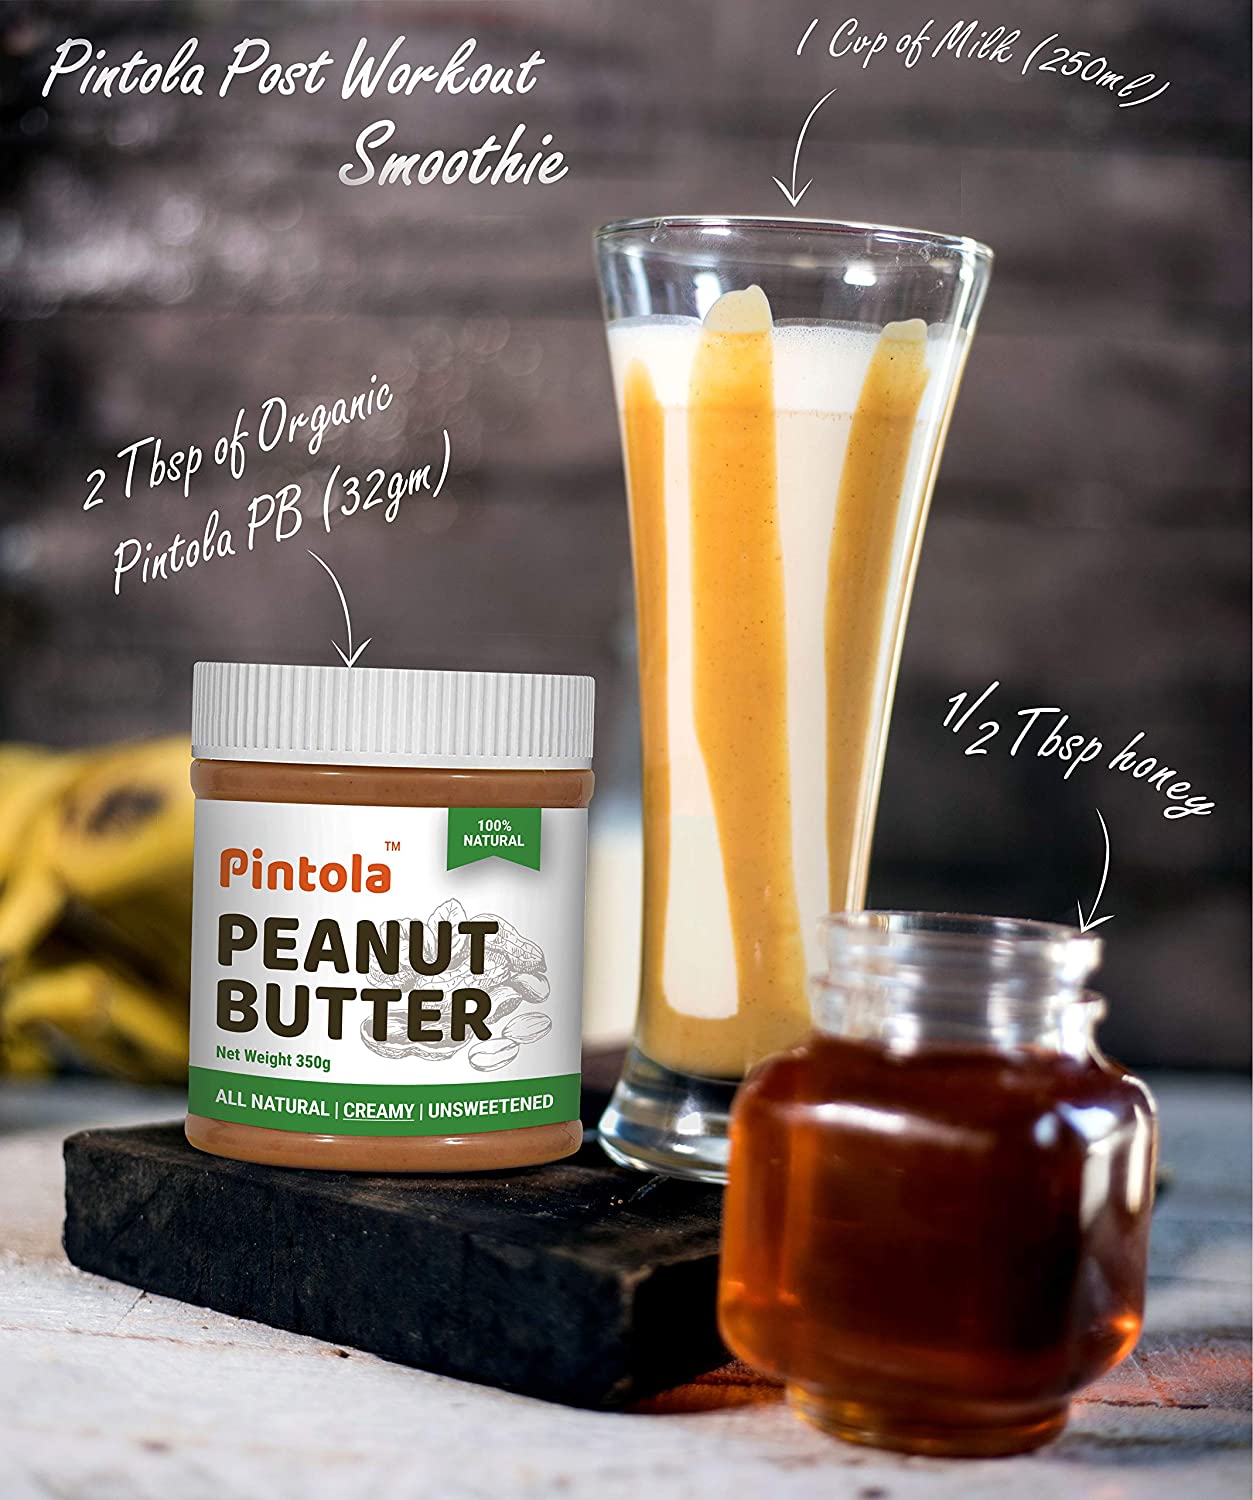 Pintola Post Workout
Smoothie
1 Cup of Milk (250ml)
2 Tbsp of Organic
Pintola PB (32gm)
1/2 Tbsp honey
100%
NATURAL
Pintola™
PEANUT
BUTTER
Net Weight 350g
ALL NATURAL | CREAMY | UNSWEETENED